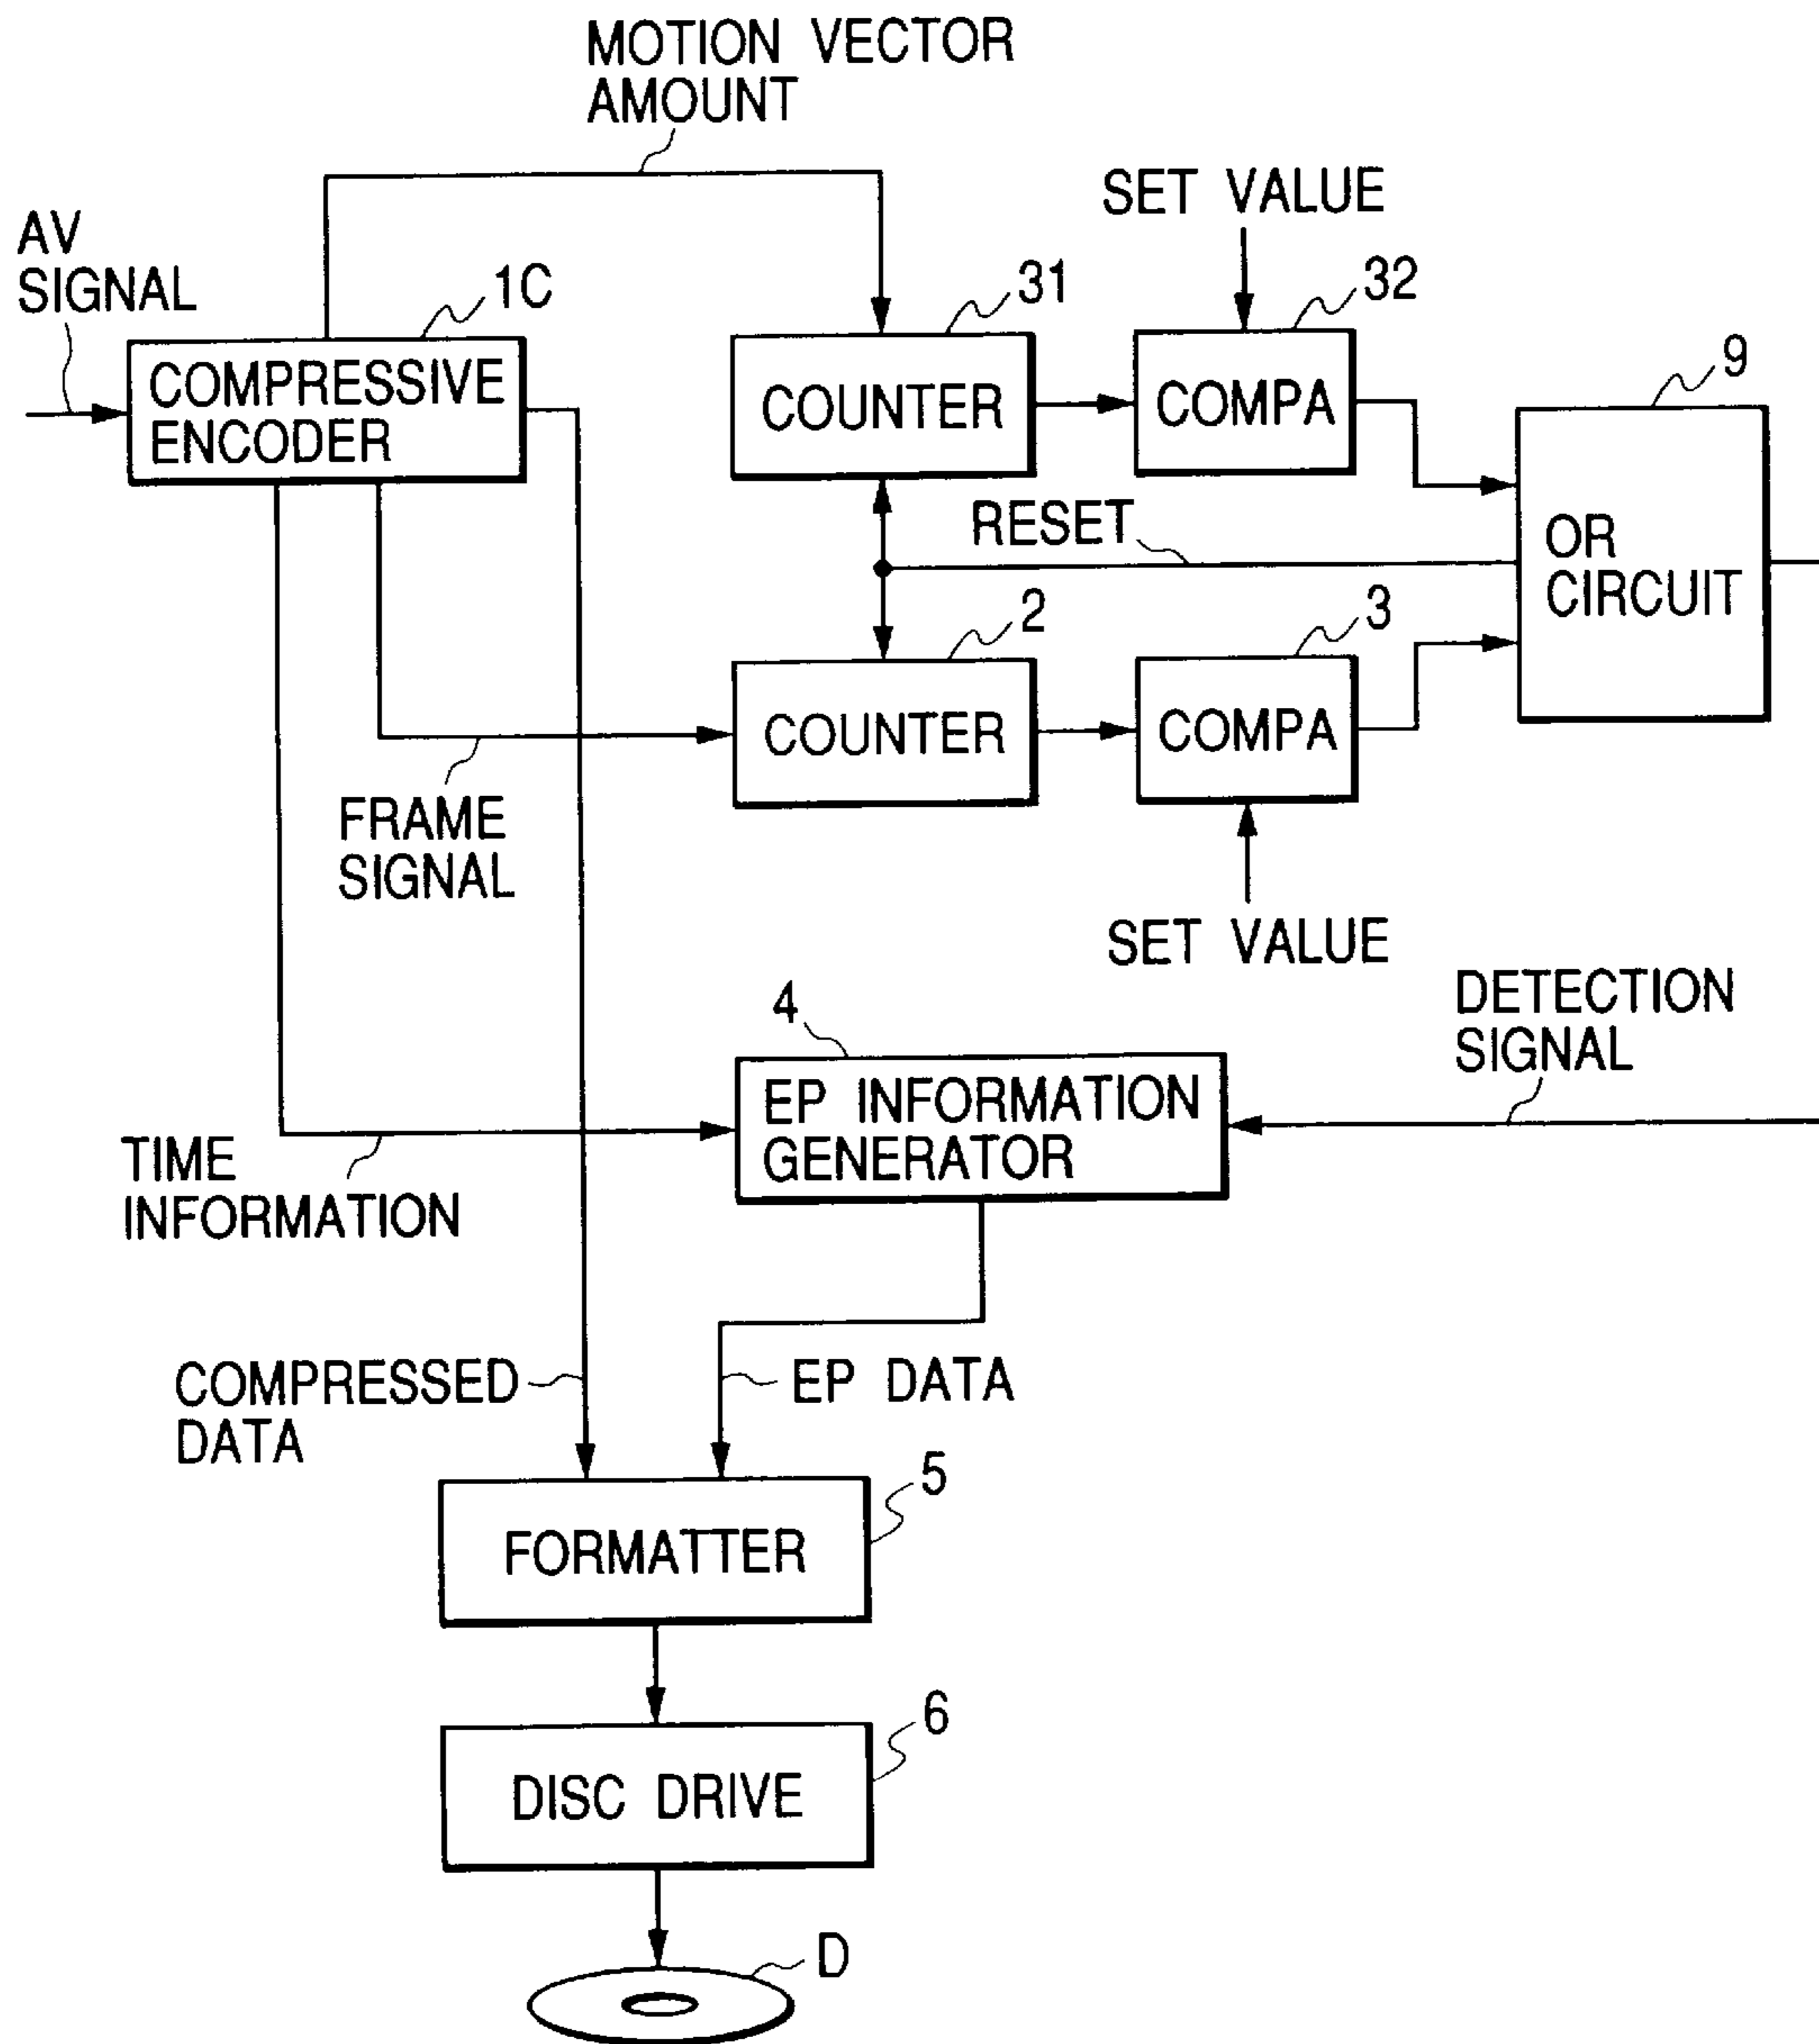 MOTION VECTOR
AMOUNT
SET VALUE
AV
SIGNAL
1C
31
32
9
COMPRESSIVE
ENCODER
COUNTER
COMPA
RESET
OR
CIRCUIT
2
3
COUNTER
COMPA
FRAME
SIGNAL
SET VALUE
DETECTION
SIGNAL
4
EP INFORMATION
GENERATOR
TIME
INFORMATION
COMPRESSED
DATA
EP DATA
5
FORMATTER
6
DISC DRIVE
D